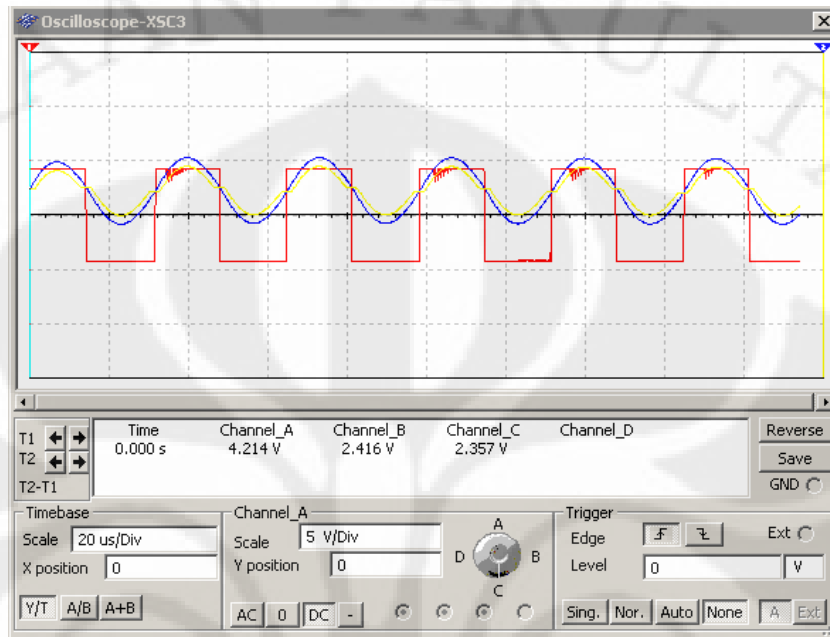 Oscilloscope-XSC3
1 2
T1 Time Channel_A Channel_B Channel_C Channel_D Reverse
0.000 s 4.214 V 2.416 V 2.357 V
T2 Save
T2-T1 GND
Timebase Channel_A Trigger
Scale 20 us/Div Scale 5 V/Div A D B C Edge Ext
X position 0 Y position 0 Level 0 V
Y/T A/B A+B AC 0 DC - Sing. Nor. Auto None A Ext